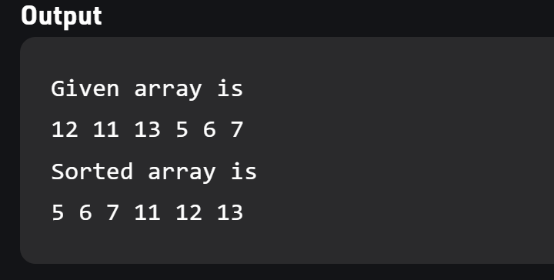 Output
Given array is
12 11 13 5 6 7
Sorted array is
5 6 7 11 12 13